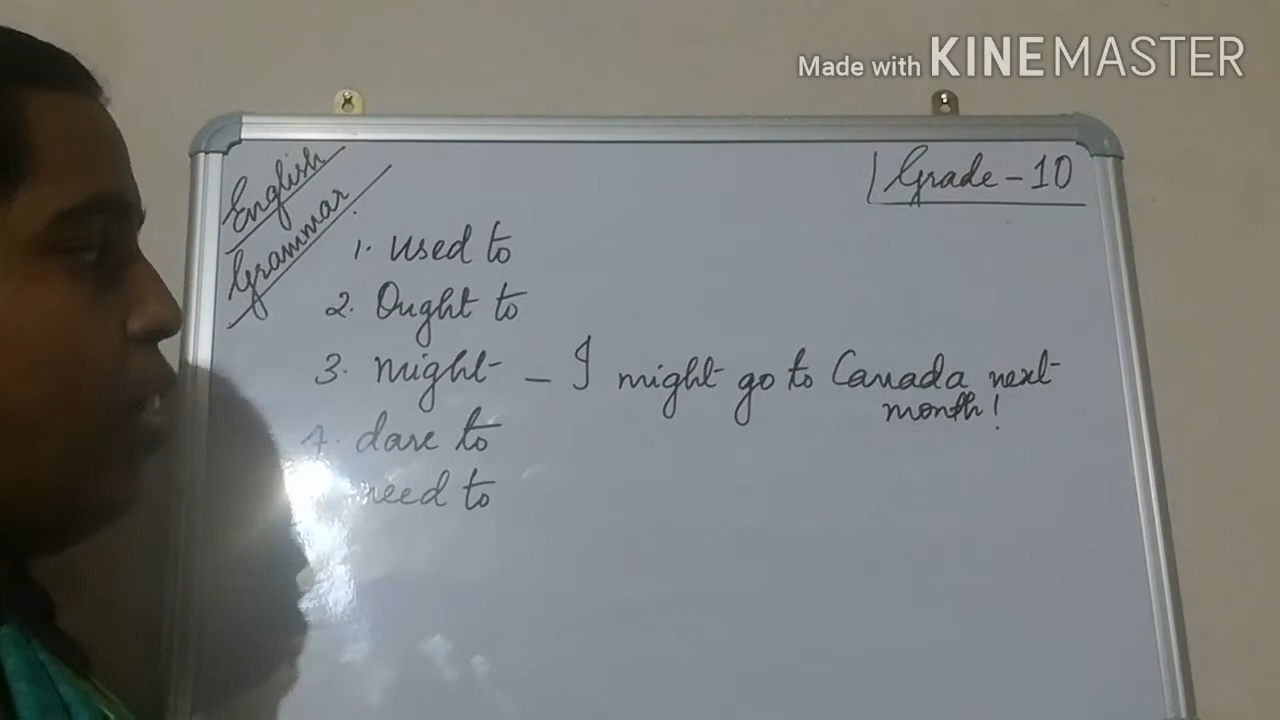 Made with KINEMASTER
English
Grammar.
Grade - 10
1. used to
2. Ought to
3. might - I might go to Canada next
month!
4. dare to
need to